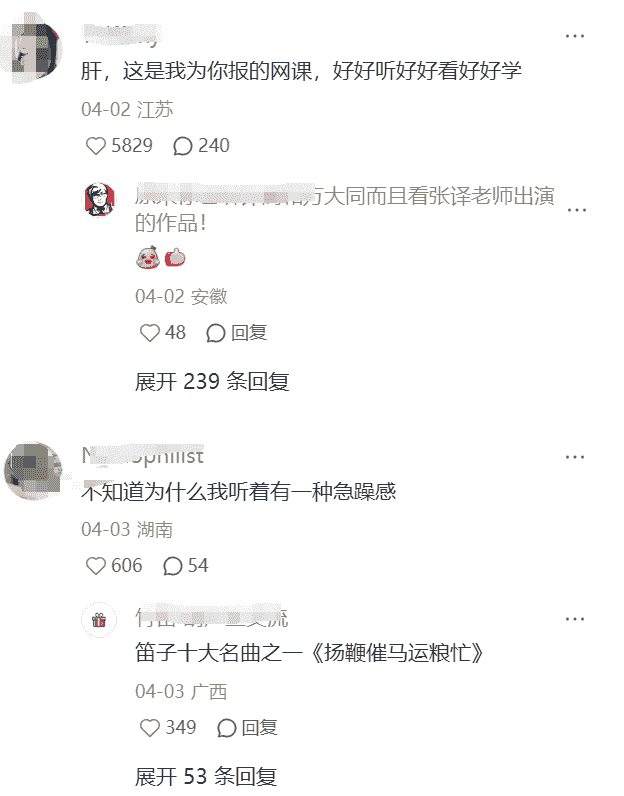 肝，这是我为你报的网课，好好听好好看好好学
04-02 江苏
5829 240
万大同而且看张译老师出演
的作品！
04-02 安徽
48 回复
展开 239 条回复
不知道为什么我听着有一种急躁感
04-03 湖南
606 54
笛子十大名曲之一《扬鞭催马运粮忙》
04-03 广西
349 回复
展开 53 条回复